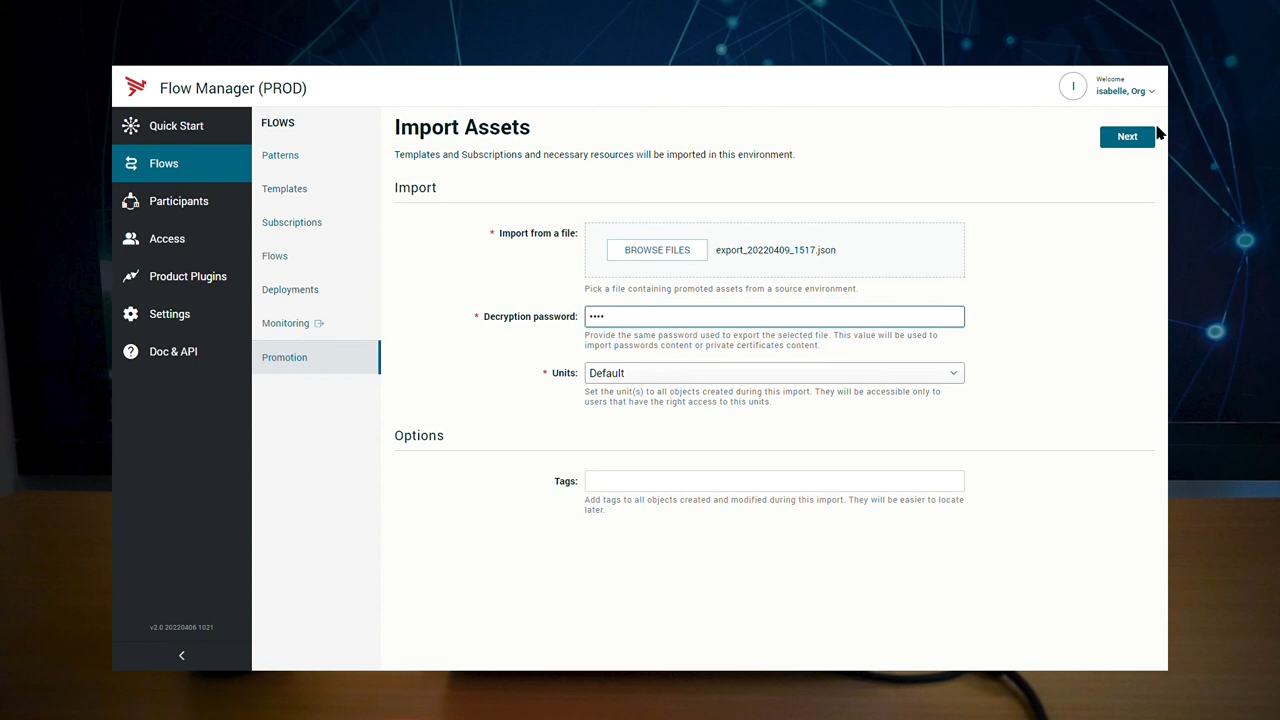 Flow Manager (PROD)
I
Welcome
isabelle, Org
Quick Start
Flows
Participants
Access
Product Plugins
Settings
Doc & API
v2.0 20220406 1021
FLOWS
Patterns
Templates
Subscriptions
Flows
Deployments
Monitoring
Promotion
Import Assets
Next
Templates and Subscriptions and necessary resources will be imported in this environment.
Import
* Import from a file:
BROWSE FILES export_20220409_1517.json
Pick a file containing promoted assets from a source environment.
* Decryption password: ••••
Provide the same password used to export the selected file. This value will be used to
import passwords content or private certificates content.
* Units: Default
Set the unit(s) to all objects created during this import. They will be accessible only to
users that have the right access to this units.
Options
Tags:
Add tags to all objects created and modified during this import. They will be easier to locate
later.